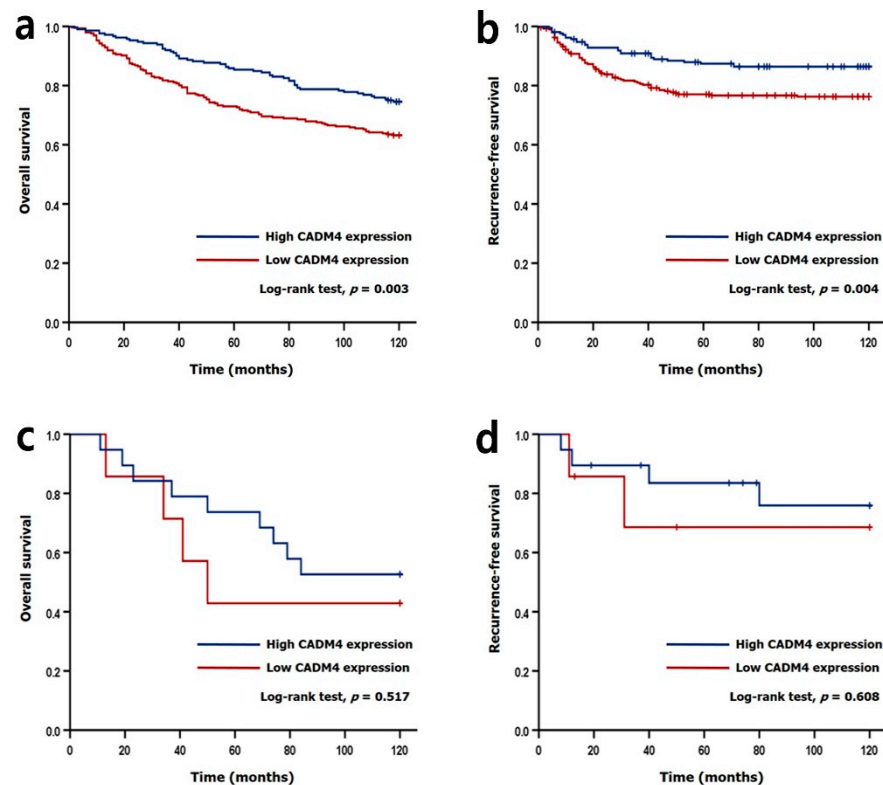 a
1.0
0.8
0.6
0.4
0.2
0.0
Overall survival
High CADM4 expression
Low CADM4 expression
Log-rank test, p = 0.003
0 20 40 60 80 100 120
Time (months)
b
1.0
0.8
0.6
0.4
0.2
0.0
Recurrence-free survival
High CADM4 expression
Low CADM4 expression
Log-rank test, p = 0.004
0 20 40 60 80 100 120
Time (months)
c
1.0
0.8
0.6
0.4
0.2
0.0
Overall survival
High CADM4 expression
Low CADM4 expression
Log-rank test, p = 0.517
0 20 40 60 80 100 120
Time (months)
d
1.0
0.8
0.6
0.4
0.2
0.0
Recurrence-free survival
High CADM4 expression
Low CADM4 expression
Log-rank test, p = 0.608
0 20 40 60 80 100 120
Time (months)